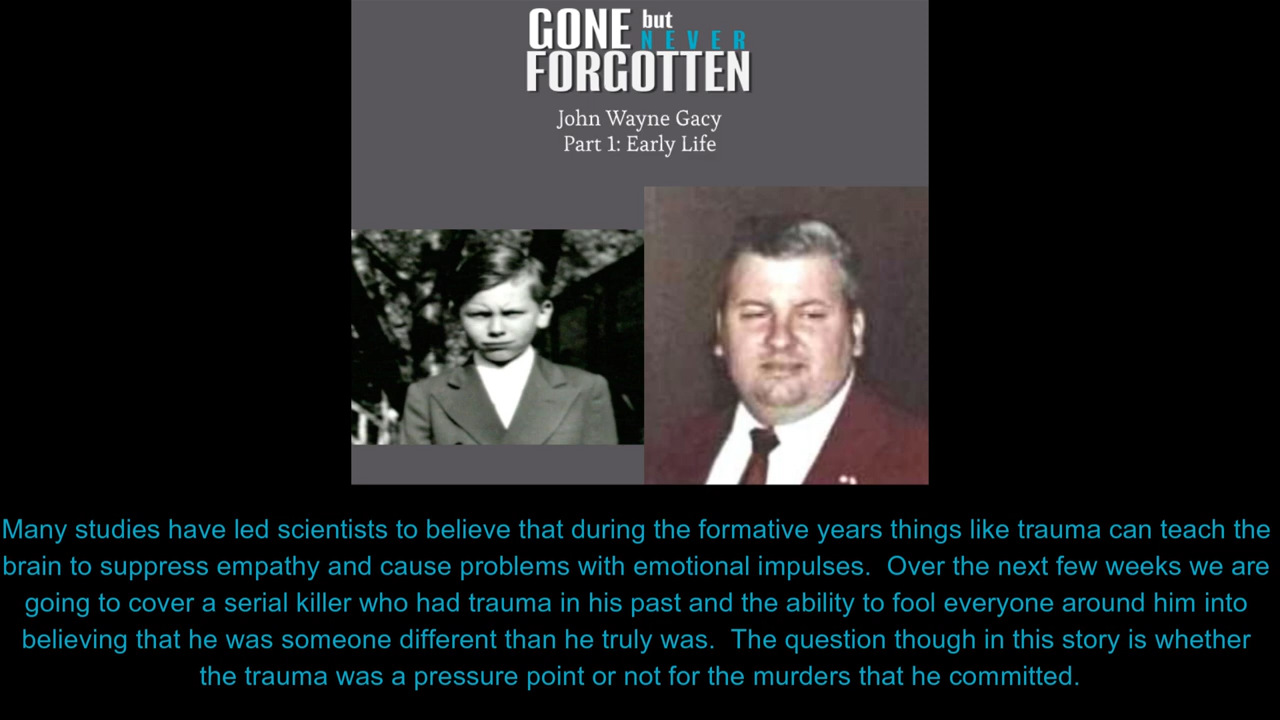 GONE but
NEVER
FORGOTTEN
John Wayne Gacy
Part 1: Early Life
Many studies have led scientists to believe that during the formative years things like trauma can teach the
brain to suppress empathy and cause problems with emotional impulses.  Over the next few weeks we are
going to cover a serial killer who had trauma in his past and the ability to fool everyone around him into
believing that he was someone different than he truly was.  The question though in this story is whether
the trauma was a pressure point or not for the murders that he committed.